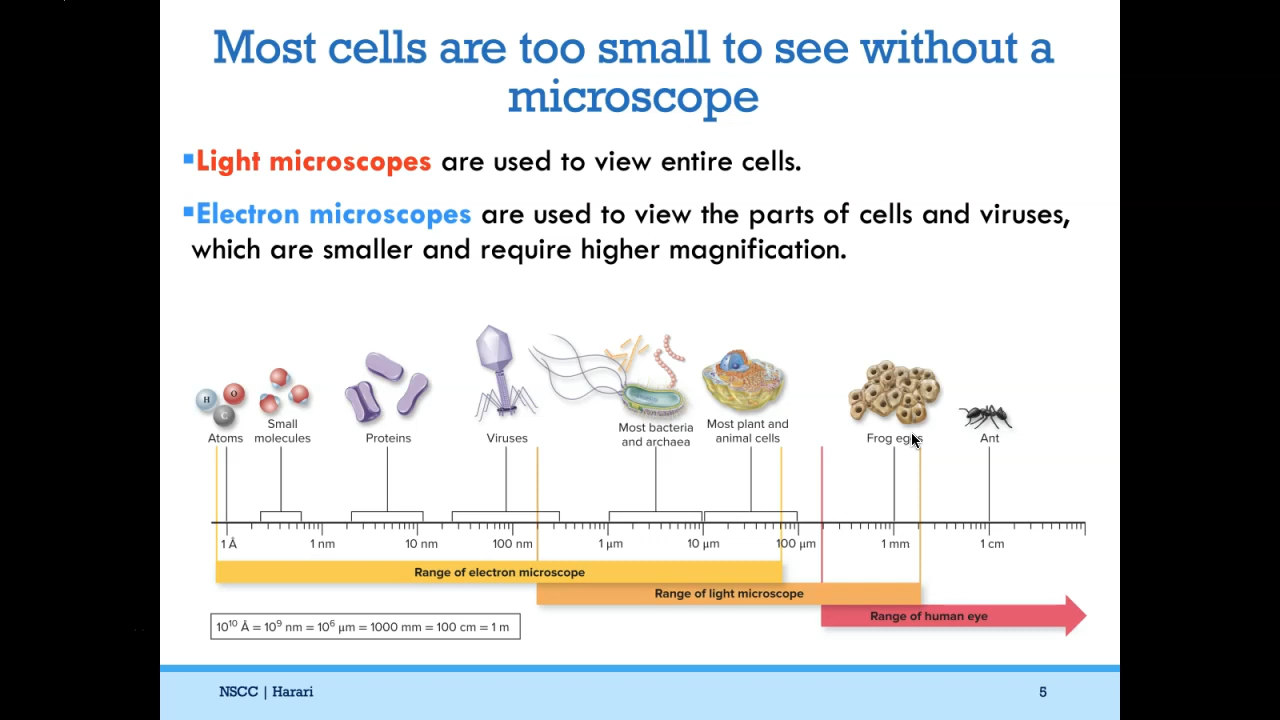 Most cells are too small to see without a
microscope
▪Light microscopes are used to view entire cells.
▪Electron microscopes are used to view the parts of cells and viruses,
which are smaller and require higher magnification.
H O C
Atoms
Small
molecules
Proteins
Viruses
Most bacteria
and archaea
Most plant and
animal cells
Frog eggs
Ant
1 Å 1 nm 10 nm 100 nm 1 µm 10 µm 100 µm 1 mm 1 cm
Range of electron microscope
Range of light microscope
Range of human eye
10¹⁰ Å = 10⁹ nm = 10⁶ µm = 1000 mm = 100 cm = 1 m
NSCC | Harari 5